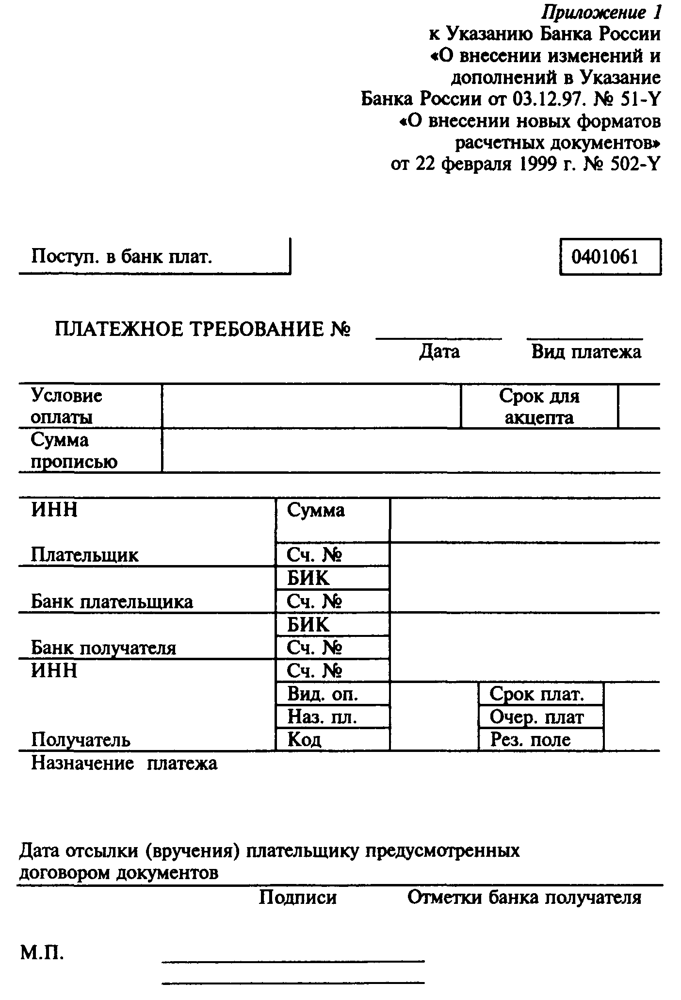 Приложение 1
к Указанию Банка России
«О внесении изменений и
дополнений в Указание
Банка России от 03.12.97. № 51-Y
«О внесении новых форматов
расчетных документов»
от 22 февраля 1999 г. № 502-Y
Поступ. в банк плат.
0401061
ПЛАТЕЖНОЕ ТРЕБОВАНИЕ №
Дата
Вид платежа
Условие
оплаты
Срок для
акцепта
Сумма
прописью
ИНН
Сумма
Плательщик
Сч. №
БИК
Банк плательщика
Сч. №
БИК
Банк получателя
Сч. №
ИНН
Сч. №
Вид. оп.
Срок плат.
Наз. пл.
Очер. плат
Получатель
Код
Рез. поле
Назначение платежа
Дата отсылки (вручения) плательщику предусмотренных
договором документов
Подписи
Отметки банка получателя
М.П.